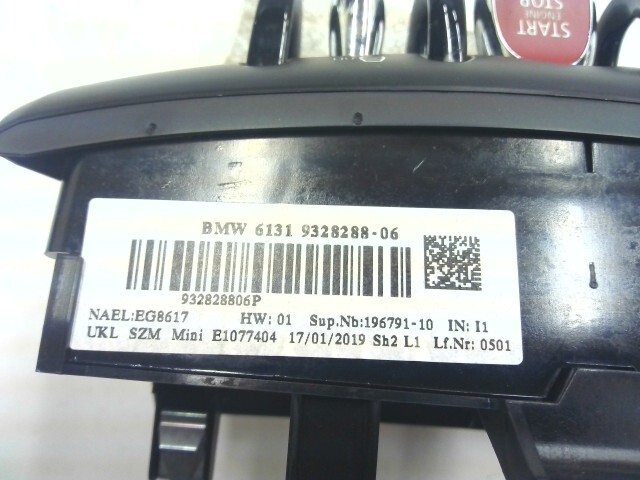 START
ENGINE
STOP
BMW 6131 9328288-06
932828806P
NAEL:EG8617 HW: 01 Sup.Nb:196791-10 IN: I1
UKL SZM Mini E1077404 17/01/2019 Sh2 L1 Lf.Nr: 0501